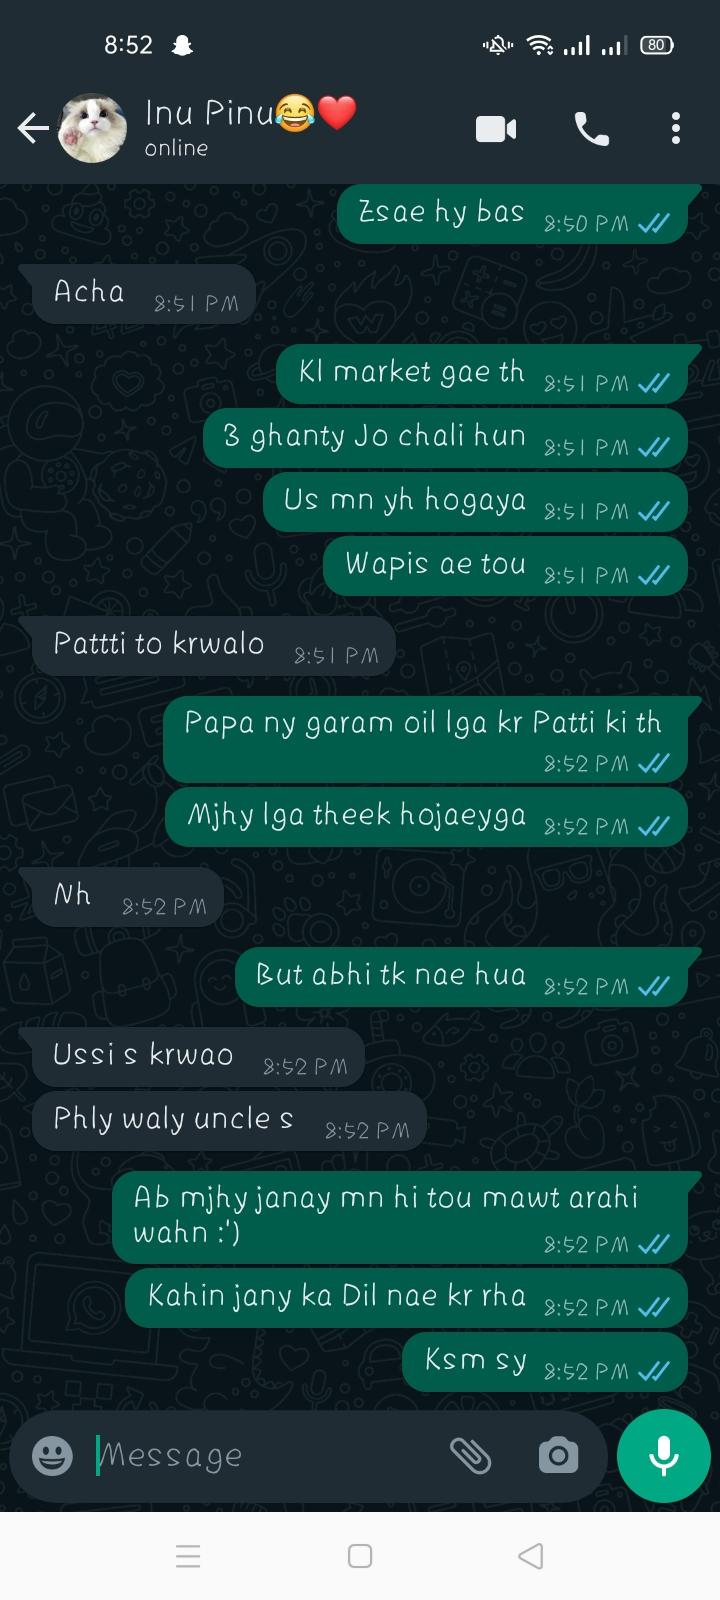 8:52
80
Inu Pinu😂❤️
online
Zsae hy bas 8:50 PM
Acha 8:51 PM
Kl market gae th 8:51 PM
3 ghanty Jo chali hun 8:51 PM
Us mn yh hogaya 8:51 PM
Wapis ae tou 8:51 PM
Pattti to krwalo 8:51 PM
Papa ny garam oil lga kr Patti ki th
8:52 PM
Mjhy lga theek hojaeyga 8:52 PM
Nh 8:52 PM
But abhi tk nae hua 8:52 PM
Ussi s krwao 8:52 PM
Phly waly uncle s 8:52 PM
Ab mjhy janay mn hi tou mawt arahi
wahn :') 8:52 PM
Kahin jany ka Dil nae kr rha 8:52 PM
Ksm sy 8:52 PM
Message